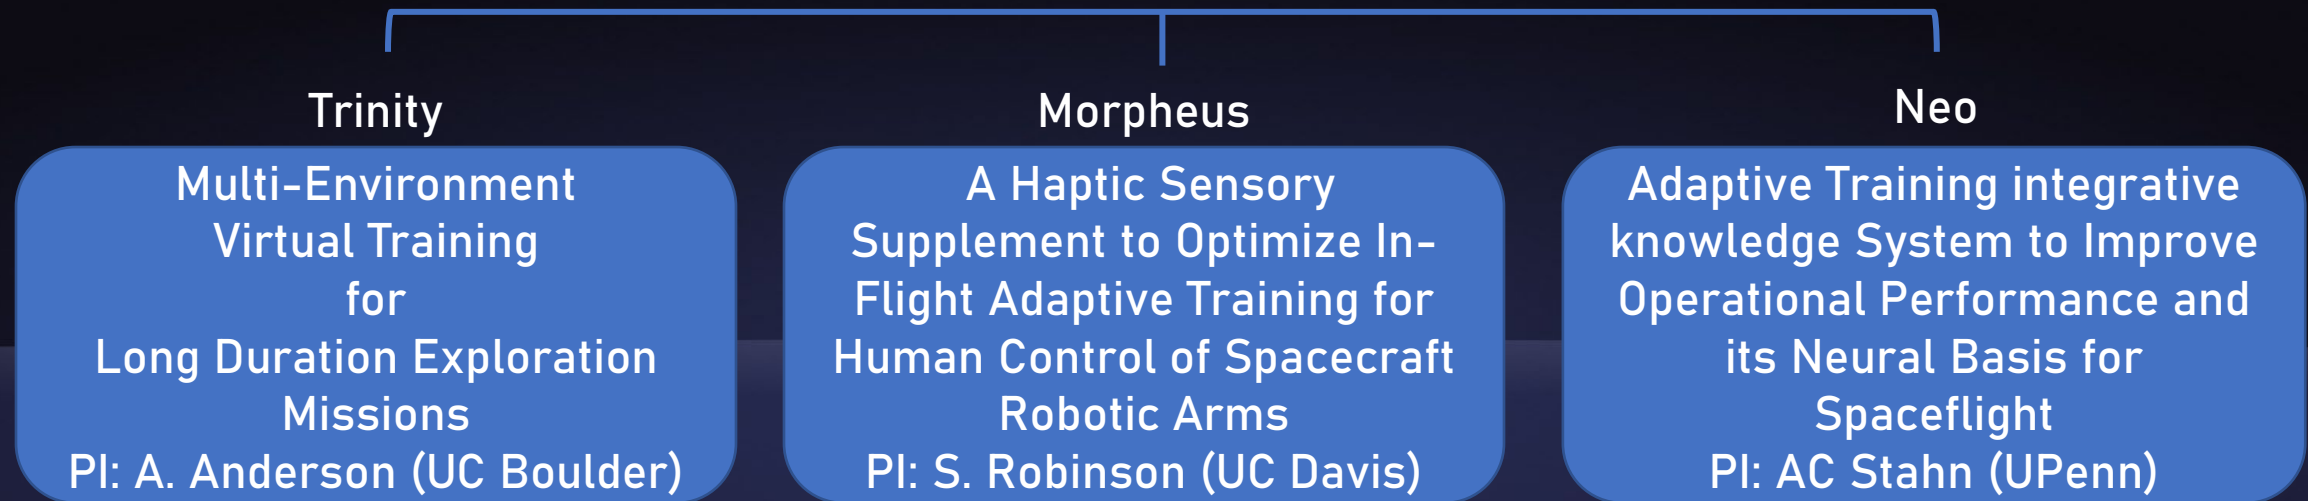 Trinity
Multi-Environment
Virtual Training
for
Long Duration Exploration
Missions
PI: A. Anderson (UC Boulder)
Morpheus
A Haptic Sensory
Supplement to Optimize In-
Flight Adaptive Training for
Human Control of Spacecraft
Robotic Arms
PI: S. Robinson (UC Davis)
Neo
Adaptive Training integrative
knowledge System to Improve
Operational Performance and
its Neural Basis for
Spaceflight
PI: AC Stahn (UPenn)